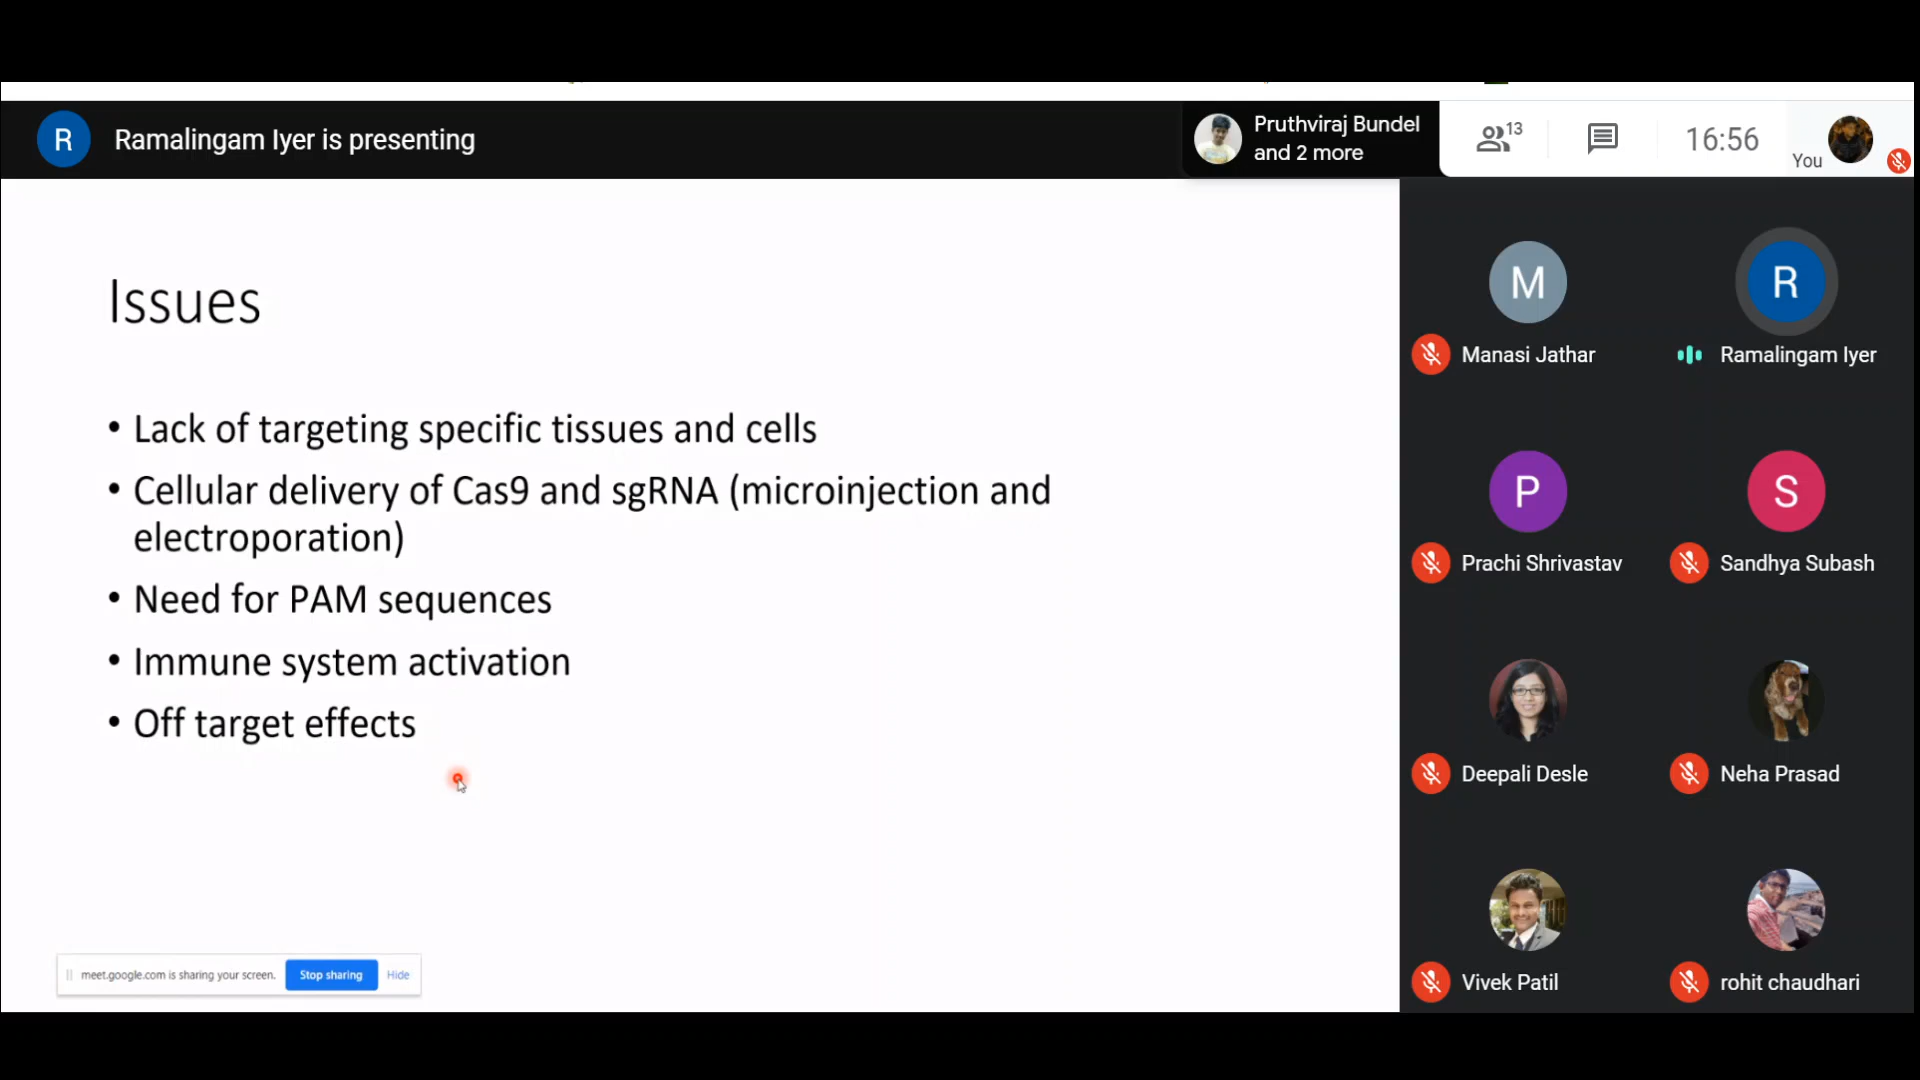 R
Ramalingam Iyer is presenting
Pruthviraj Bundel
and 2 more
13
16:56
You
Issues
• Lack of targeting specific tissues and cells
• Cellular delivery of Cas9 and sgRNA (microinjection and
electroporation)
• Need for PAM sequences
• Immune system activation
• Off target effects
meet.google.com is sharing your screen.
Stop sharing
Hide
M
R
Manasi Jathar
Ramalingam Iyer
P
S
Prachi Shrivastav
Sandhya Subash
Deepali Desle
Neha Prasad
Vivek Patil
rohit chaudhari